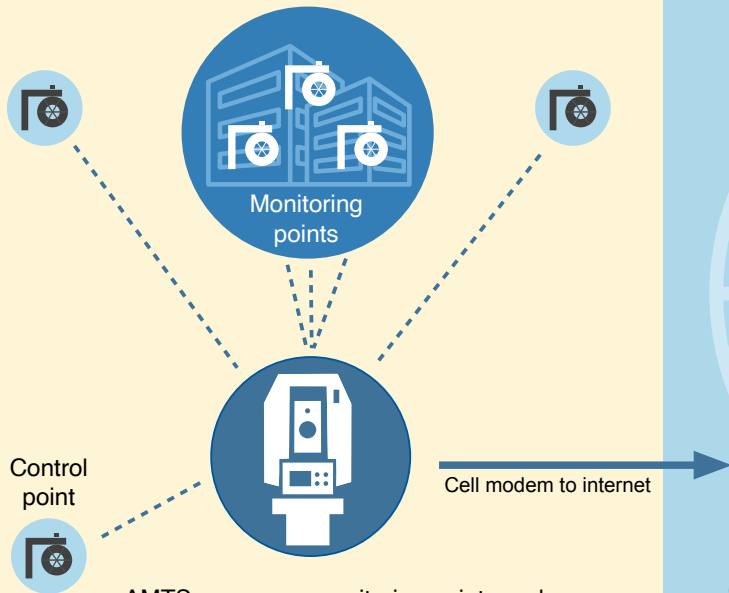 Monitoring
points
Control
point
Cell modem to internet